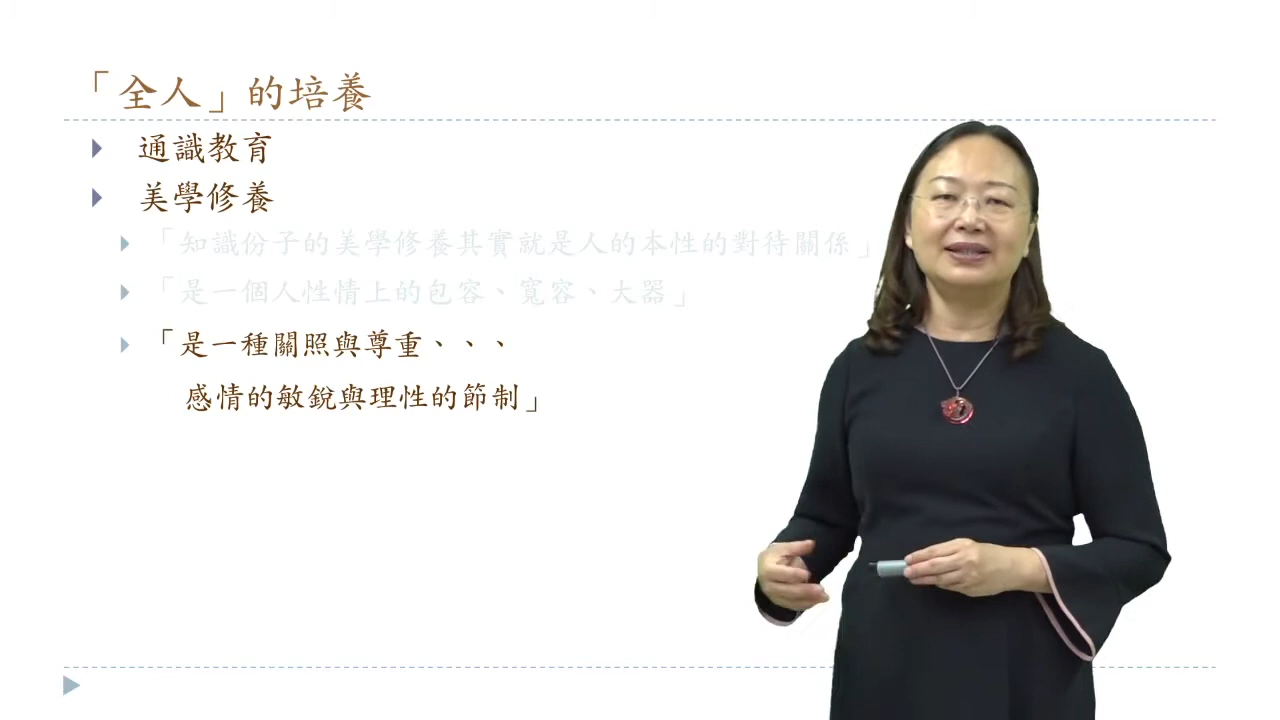 「全人」的培養
通識教育
美學修養
「知識份子的美學修養其實就是人的本性的對待關係」
「是一個人性情上的包容、寬容、大器」
「是一種關照與尊重、、、
感情的敏銳與理性的節制」